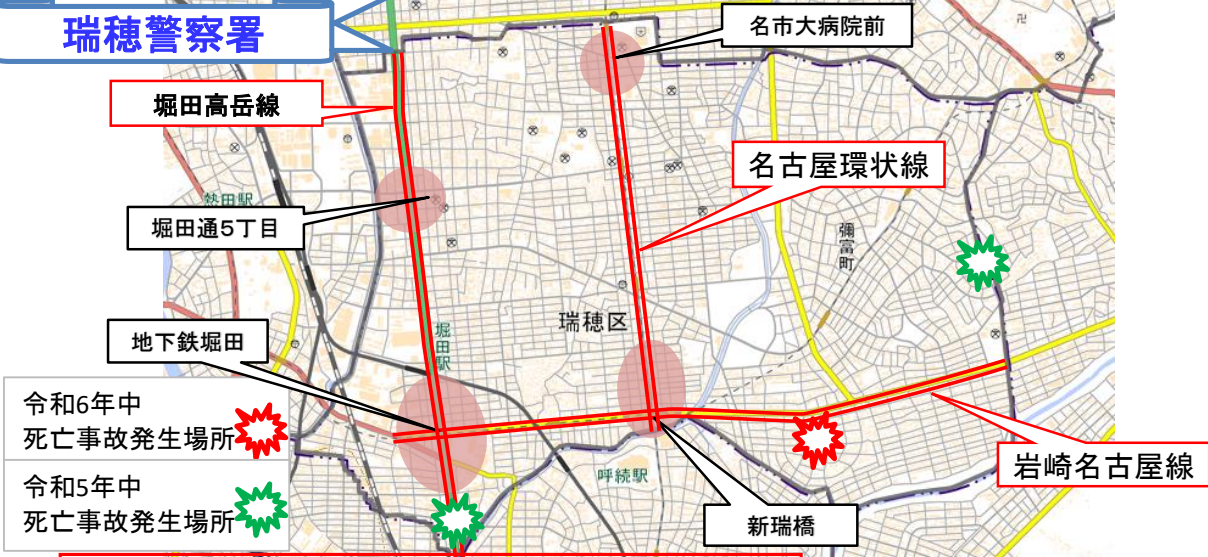 瑞穂警察署
名市大病院前
堀田高岳線
名古屋環状線
熱田駅
堀田通5丁目
彌富町
瑞穂区
地下鉄堀田
堀田駅
令和6年中
死亡事故発生場所
令和5年中
死亡事故発生場所
呼続駅
岩崎名古屋線
新瑞橋